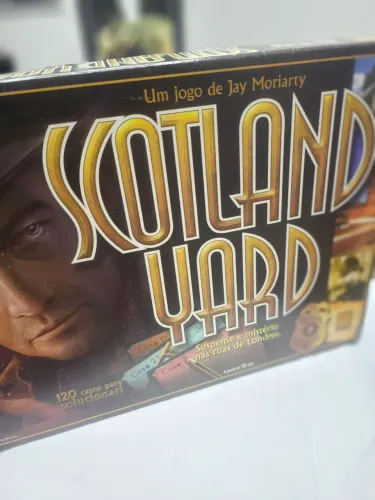 Um jogo de Jay Moriarty
SCOTLAND
YARD
Suspense e mistério
nas ruas de Londres.
120 casos para
solucionar!